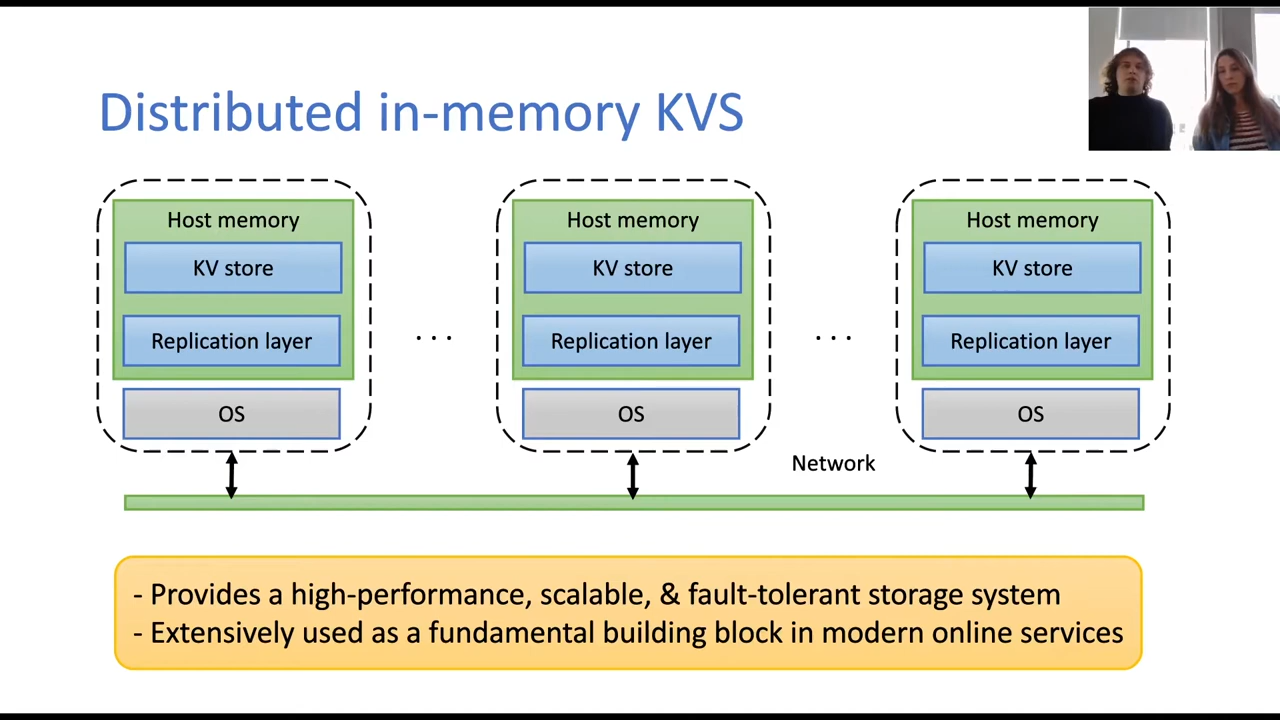 Distributed in-memory KVS
Host memory
KV store
Replication layer
OS
. . .
Host memory
KV store
Replication layer
OS
. . .
Host memory
KV store
Replication layer
OS
Network
- Provides a high-performance, scalable, & fault-tolerant storage system
- Extensively used as a fundamental building block in modern online services